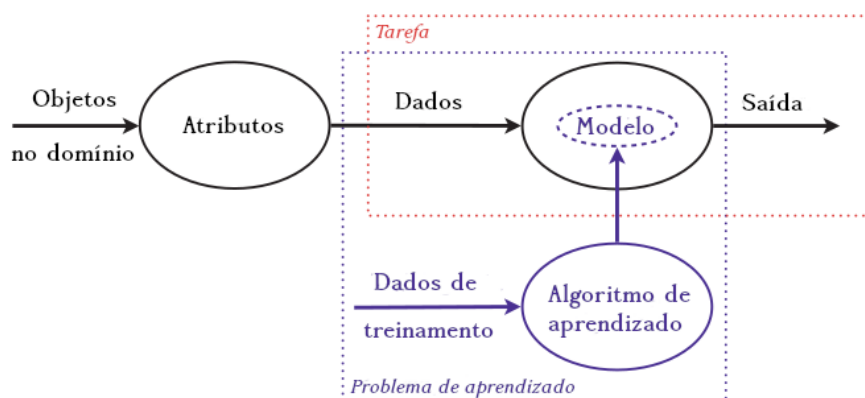 Tarefa
Objetos
no domínio
Atributos
Dados
Modelo
Saída
Dados de
treinamento
Algoritmo de
aprendizado
Problema de aprendizado